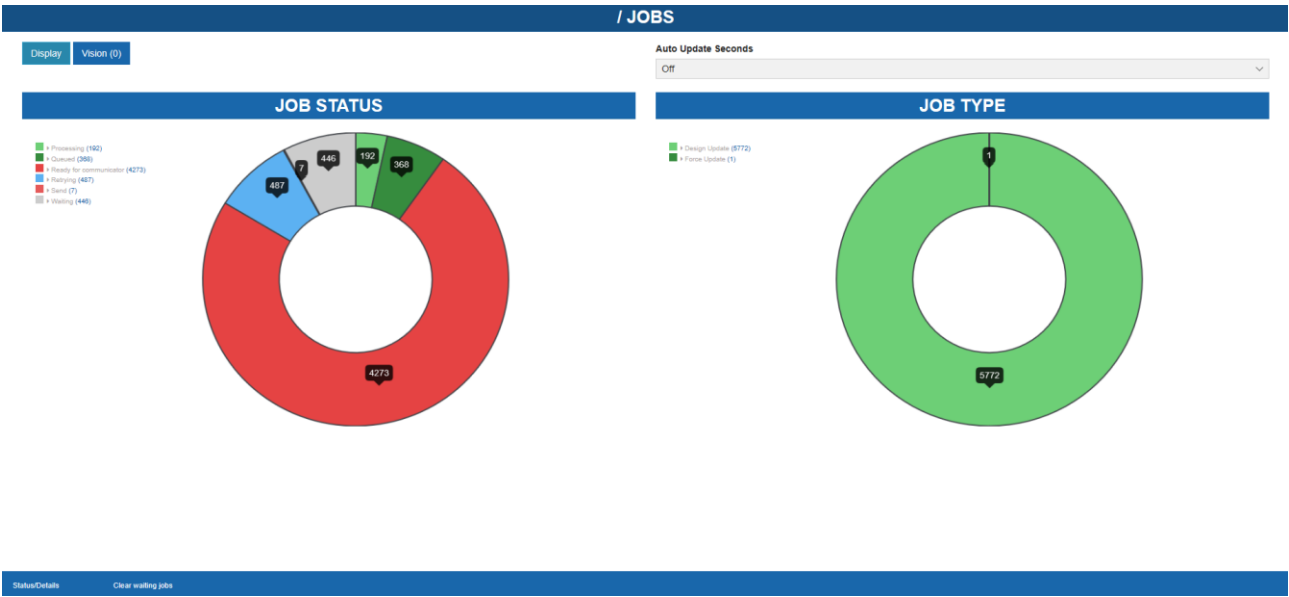 / JOBS
Display
Vision (0)
Auto Update Seconds
Off
JOB STATUS
Processing (192)
Queued (368)
Ready for communicator (4273)
Retrying (487)
Send (7)
Waiting (446)
446
192
7
368
487
4273
JOB TYPE
Design Update (5772)
Force Update (1)
1
5772
Status/Details
Clear waiting jobs